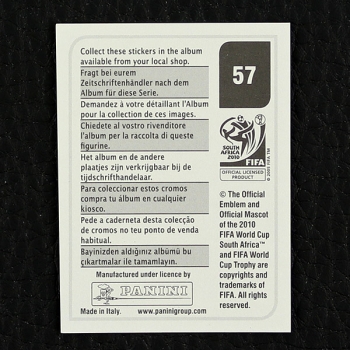 Collect these stickers in the album
available from your local shop.
Fragt bei eurem
Zeitschriftenhändler nach dem
Album für diese Serie.
Demandez à votre détaillant l'Album
pour la collection de ces images.
Chiedete al vostro rivenditore
l'album per la raccolta di queste
figurine.
Het album en de andere
plaatjes zijn verkrijgbaar bij de
tijdschrifthandelaar.
Para coleccionar estos cromos
compra tu álbum en cualquier
kiosco.
Pede a caderneta desta colecção
de cromos no teu ponto de venda
habitual.
Bayinizden aldığınız albümü bu
çıkartmalar ile tamamlayın.
Manufactured under licence by
PANINI
Made in Italy. www.paninigroup.com
57
SOUTH AFRICA
2010
FIFA
OFFICIAL LICENSED
PRODUCT
© 2005 FIFA TM
© The Official
Emblem and
Official Mascot
of the 2010
FIFA World Cup
South Africa™
and FIFA World
Cup Trophy are
copyrights and
trademarks of
FIFA. All rights
reserved.